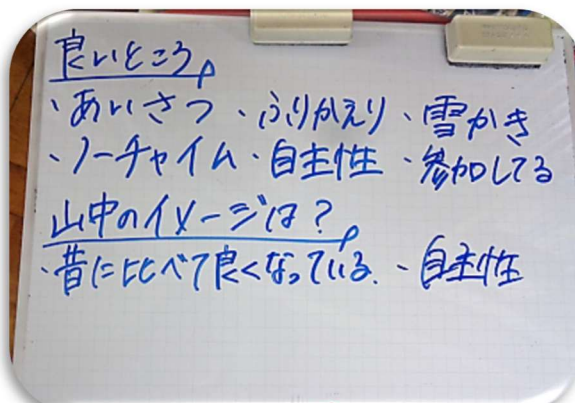 良いところ
・あいさつ ・ふりかえり ・雪かき
・ノーチャイム ・自主性 ・参加してる
山中のイメージは?
・昔に比べて良くなっている. ・自主性